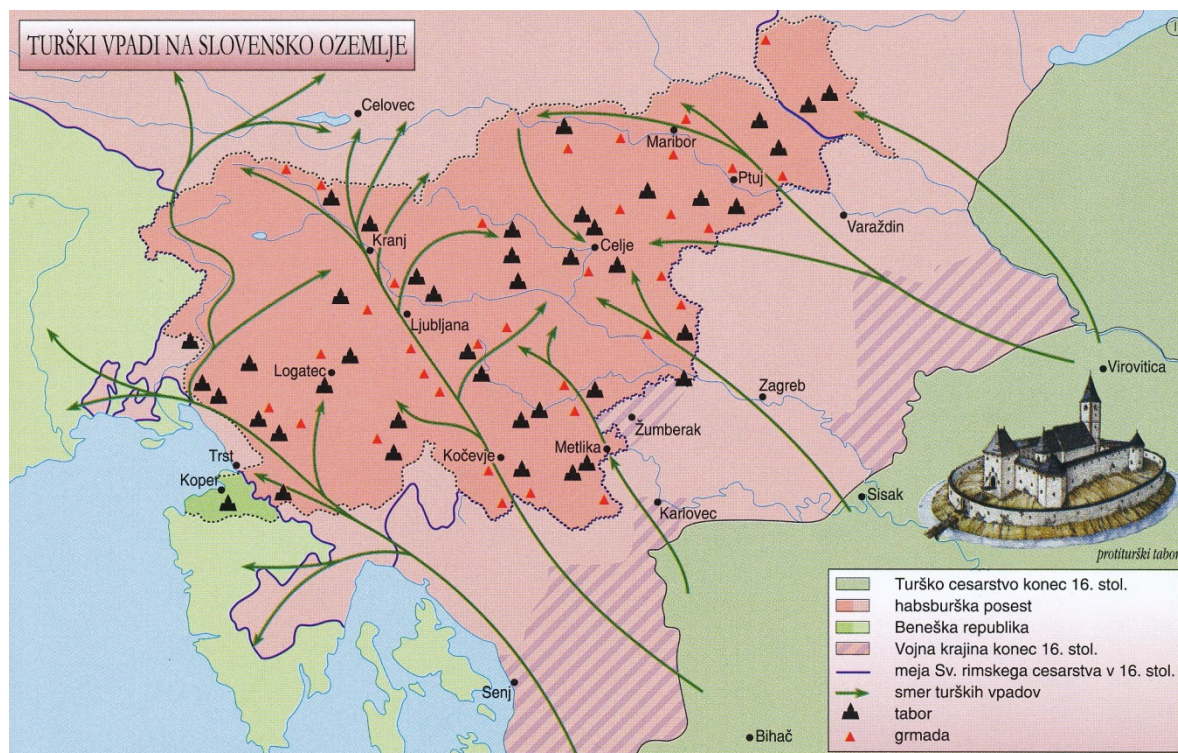 TURŠKI VPADI NA SLOVENSKO OZEMLJE
Celovec
Maribor
Ptuj
Varaždin
Kranj
Celje
Ljubljana
Logatec
Virovitica
Zagreb
Žumberak
Metlika
Kočevje
Trst
Koper
Karlovec
Sisak
Senj
Bihač
protiturški tabor
Turško cesarstvo konec 16. stol.
habsburška posest
Beneška republika
Vojna krajina konec 16. stol.
meja Sv. rimskega cesarstva v 16. stol.
smer turških vpadov
tabor
grmada